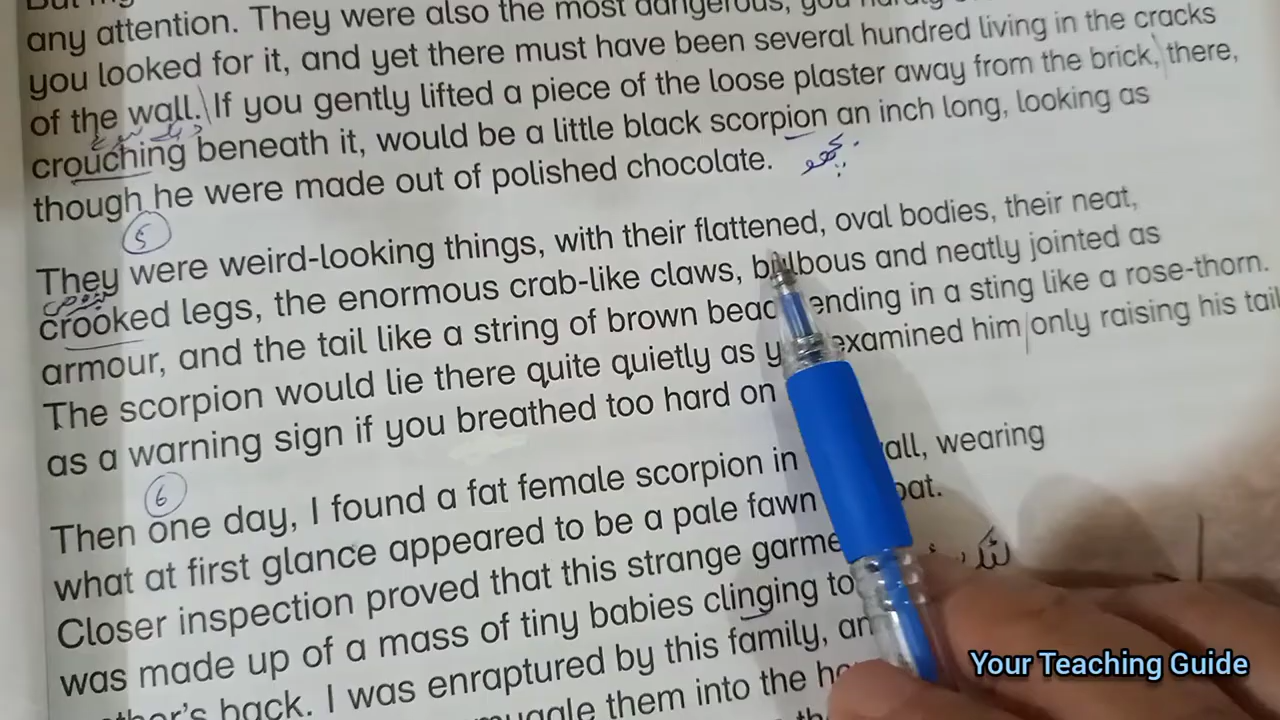 any attention. They were also the most dangerous, you
you looked for it, and yet there must have been several hundred living in the cracks
of the wall. If you gently lifted a piece of the loose plaster away from the brick, there,
crouching beneath it, would be a little black scorpion an inch long, looking as
though he were made out of polished chocolate. بچھو
5
They were weird-looking things, with their flattened, oval bodies, their neat,
crooked legs, the enormous crab-like claws, bulbous and neatly jointed as
armour, and the tail like a string of brown bead ending in a sting like a rose-thorn.
The scorpion would lie there quite quietly as y examined him only raising his tail
as a warning sign if you breathed too hard on
6
Then one day, I found a fat female scorpion in all, wearing
what at first glance appeared to be a pale fawn oat.
Closer inspection proved that this strange garme
was made up of a mass of tiny babies clinging to
back. I was enraptured by this family, an
them into the
Your Teaching Guide